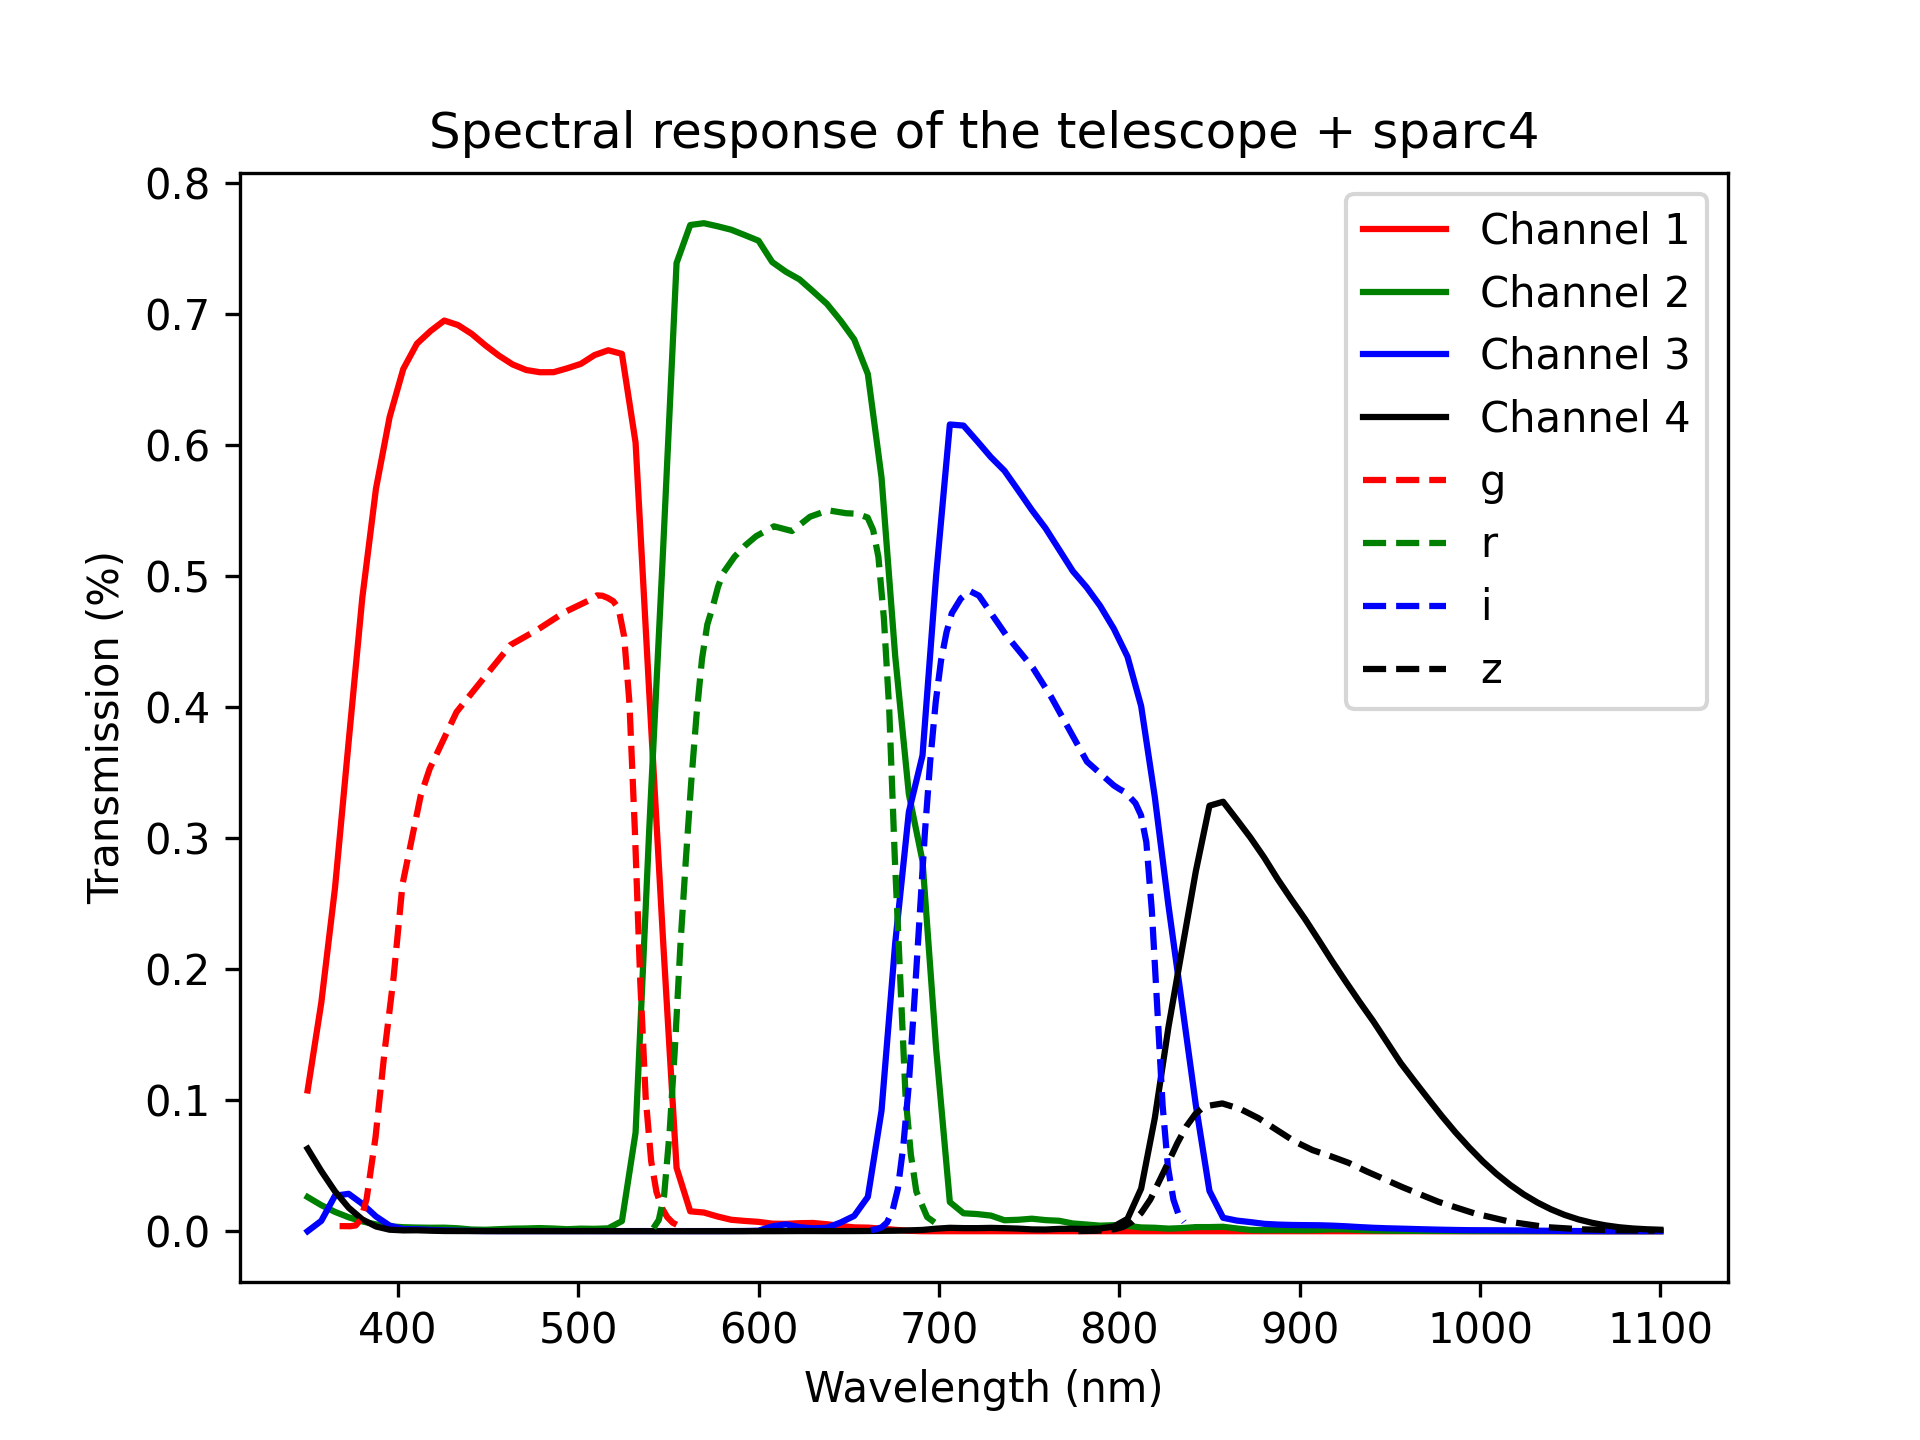 Spectral response of the telescope + sparc4
0.8
0.7
0.6
0.5
0.4
0.3
0.2
0.1
0.0
Transmission (%)
Channel 1
Channel 2
Channel 3
Channel 4
g
r
i
z
400 500 600 700 800 900 1000 1100
Wavelength (nm)